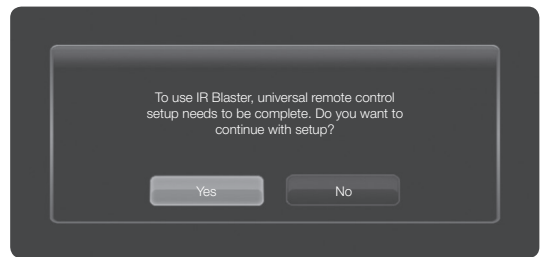 To use IR Blaster, universal remote control
setup needs to be complete. Do you want to
continue with setup?
Yes
No